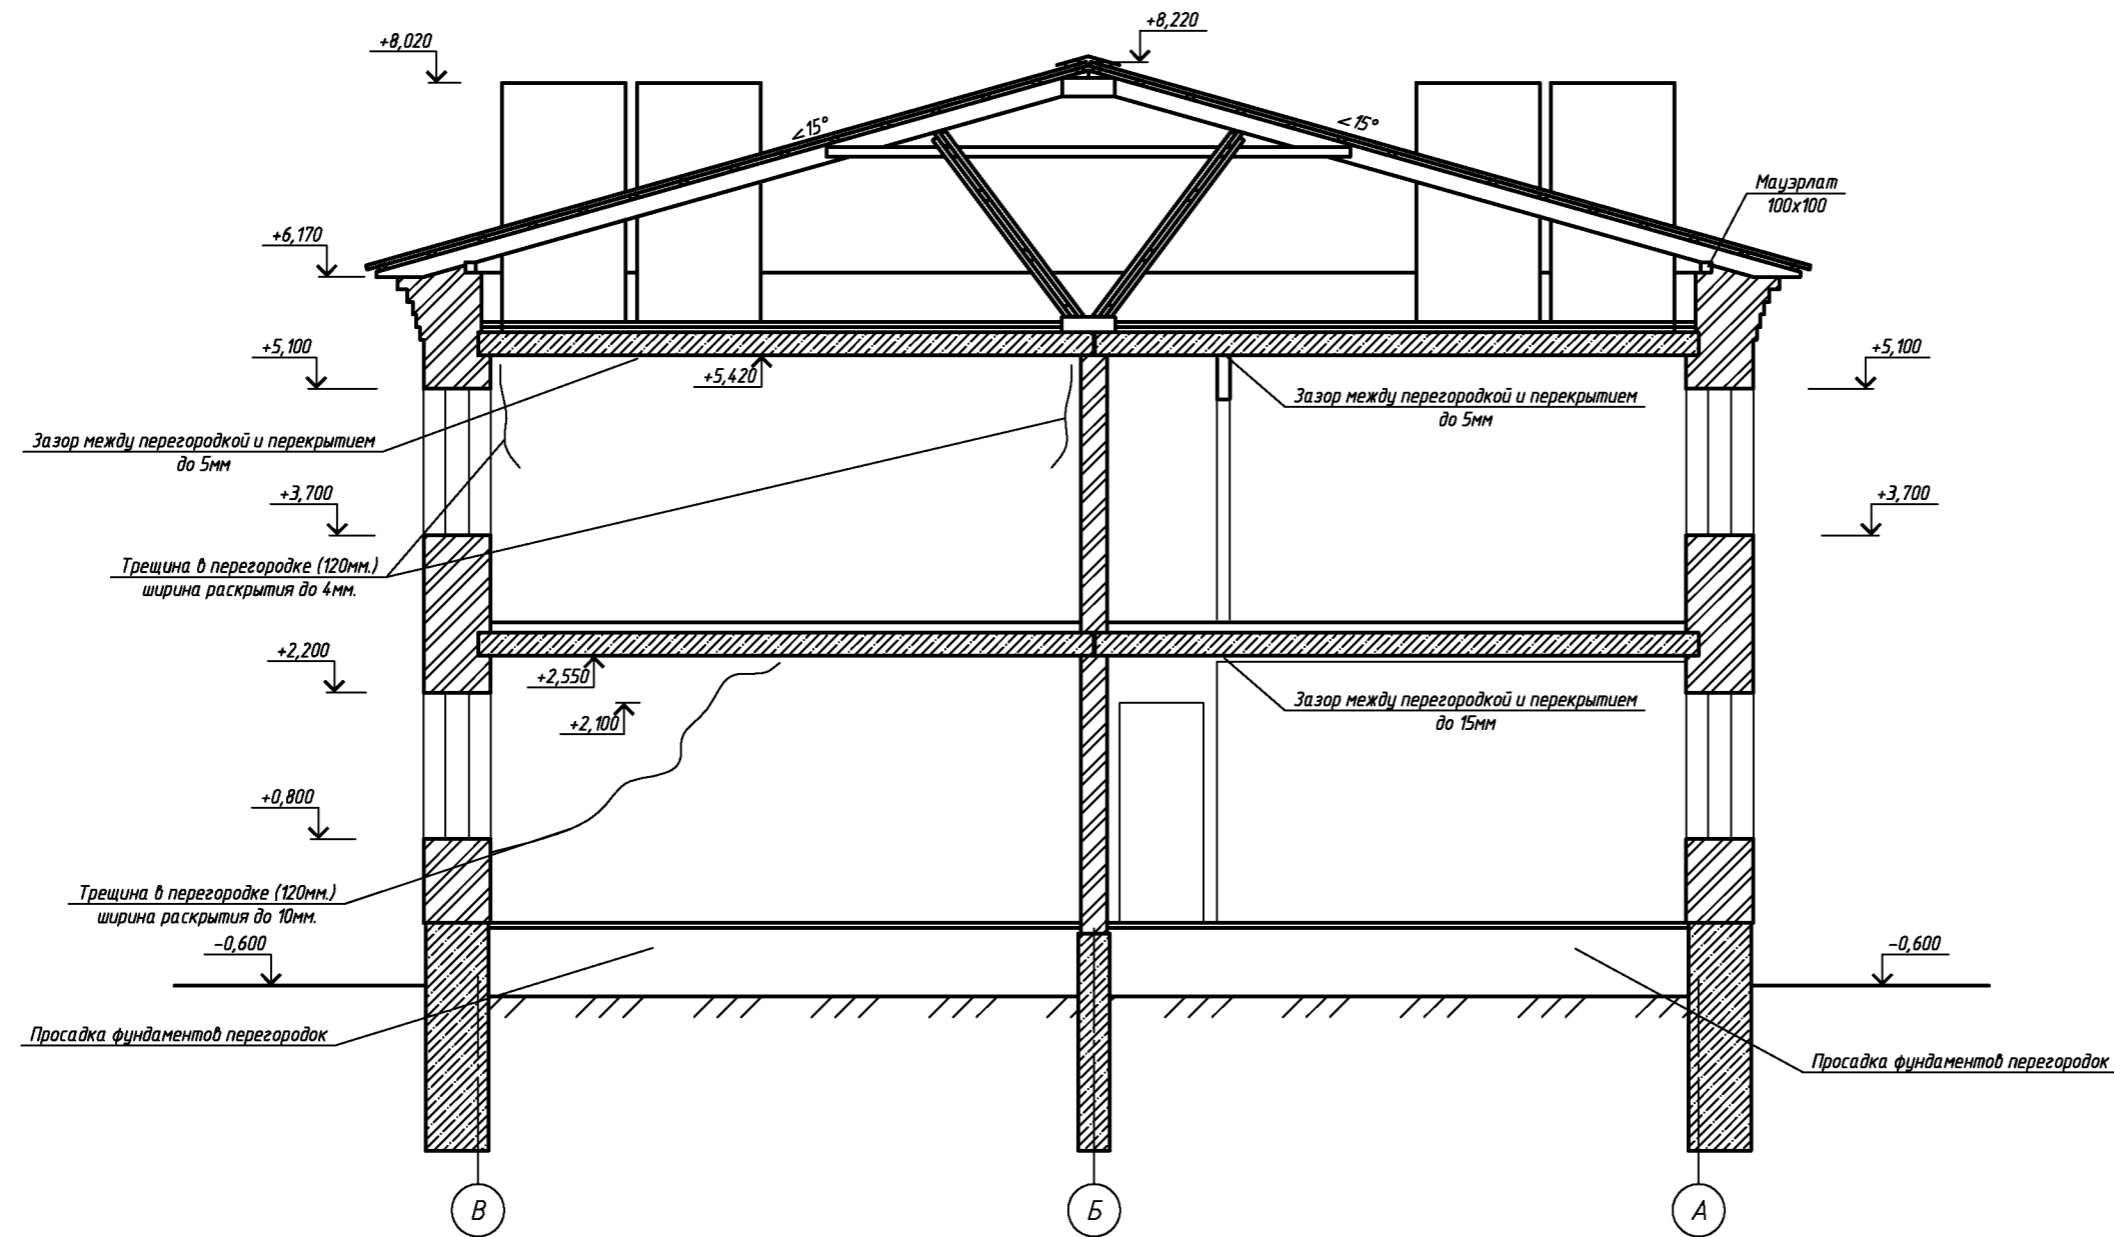 +8,220
+8,020
<15°
<15°
Мауэрлат
100х100
+6,170
+5,100
+5,100
+5,420
Зазор между перегородкой и перекрытием
до 5мм
Зазор между перегородкой и перекрытием
до 5мм
+3,700
+3,700
Трещина в перегородке (120мм.)
ширина раскрытия до 4мм.
+2,200
+2,550
+2,100
Зазор между перегородкой и перекрытием
до 15мм
+0,800
Трещина в перегородке (120мм.)
ширина раскрытия до 10мм.
-0,600
-0,600
Просадка фундаментов перегородок
Просадка фундаментов перегородок
В
Б
А